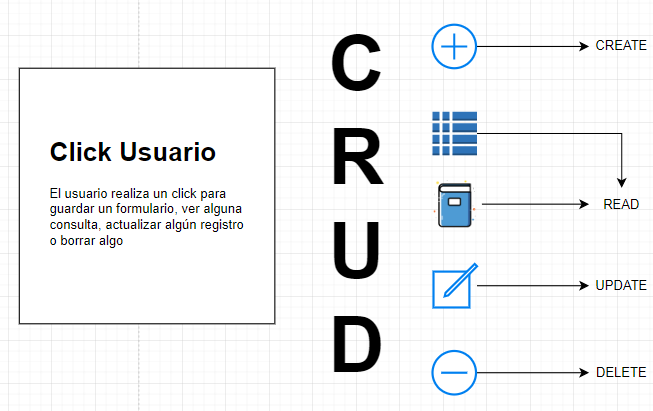 Click Usuario
El usuario realiza un click para
guardar un formulario, ver alguna
consulta, actualizar algún registro
o borrar algo
C
R
U
D
CREATE
READ
UPDATE
DELETE